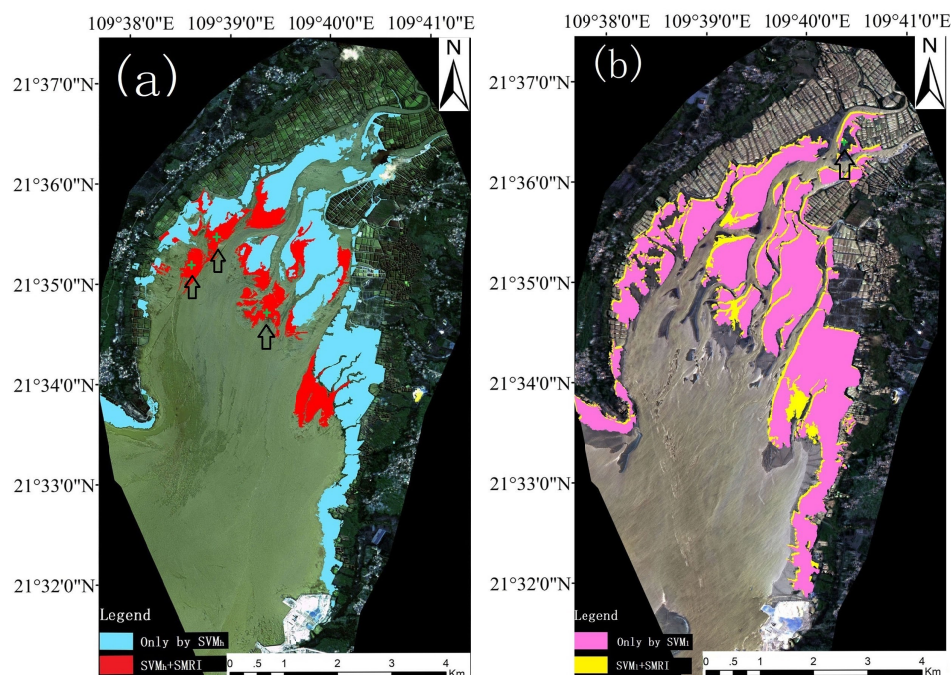 109°38'0"E 109°39'0"E 109°40'0"E 109°41'0"E
(a)
N
21°37'0"N
21°36'0"N
21°35'0"N
21°34'0"N
21°33'0"N
21°32'0"N
Legend
Only by SVMh
SVMh+SMRI
0 .5 1 2 3 4
Km
109°38'0"E 109°39'0"E 109°40'0"E 109°41'0"E
(b)
N
21°37'0"N
21°36'0"N
21°35'0"N
21°34'0"N
21°33'0"N
21°32'0"N
Legend
Only by SVMl
SVMl+SMRI
0 .5 1 2 3 4
Km